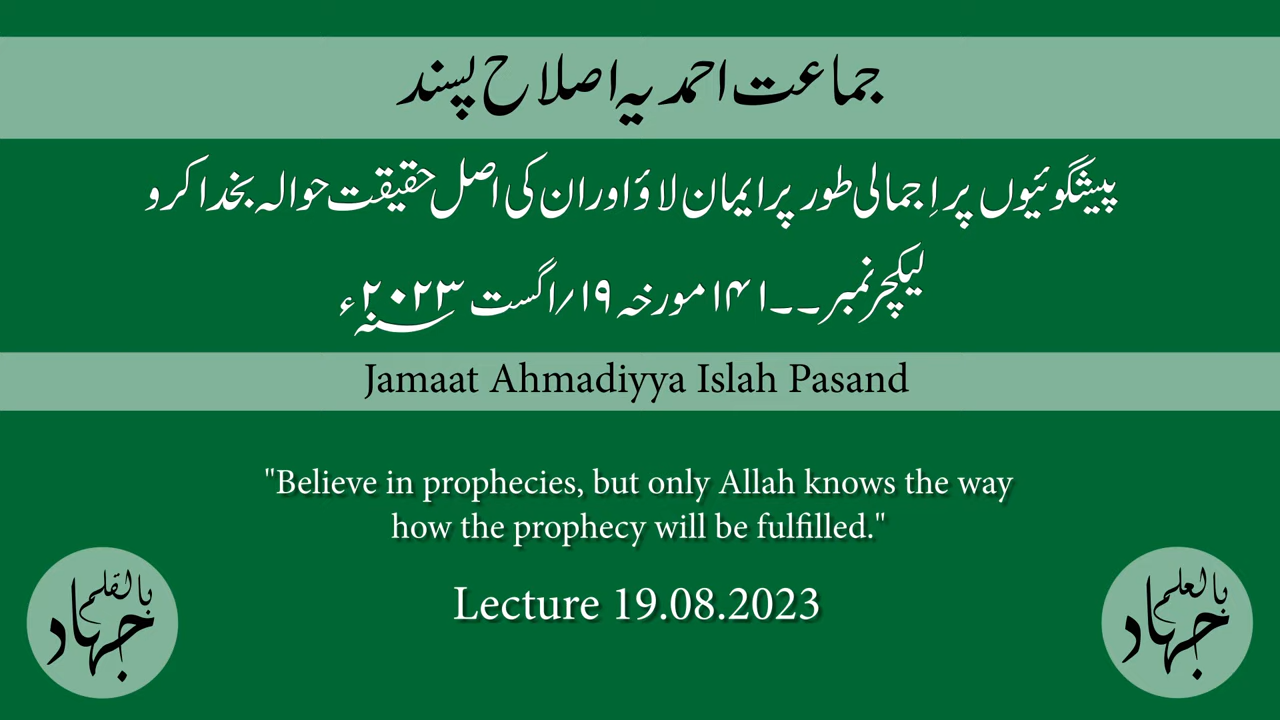 جماعت احمدیہ اصلاح پسند
پیشگوئیوں پر اِجمالی طور پر ایمان لاؤ اور ان کی اصل حقیقت حوالہ بخدا کرو
لیکچر نمبر ۔۔ ۱۴۱ مورخہ ۱۹/اگست ۲۰۲۳؁ء
Jamaat Ahmadiyya Islah Pasand
"Believe in prophecies, but only Allah knows the way
how the prophecy will be fulfilled."
Lecture 19.08.2023
جہاد بالقلم
جہاد بالعلم